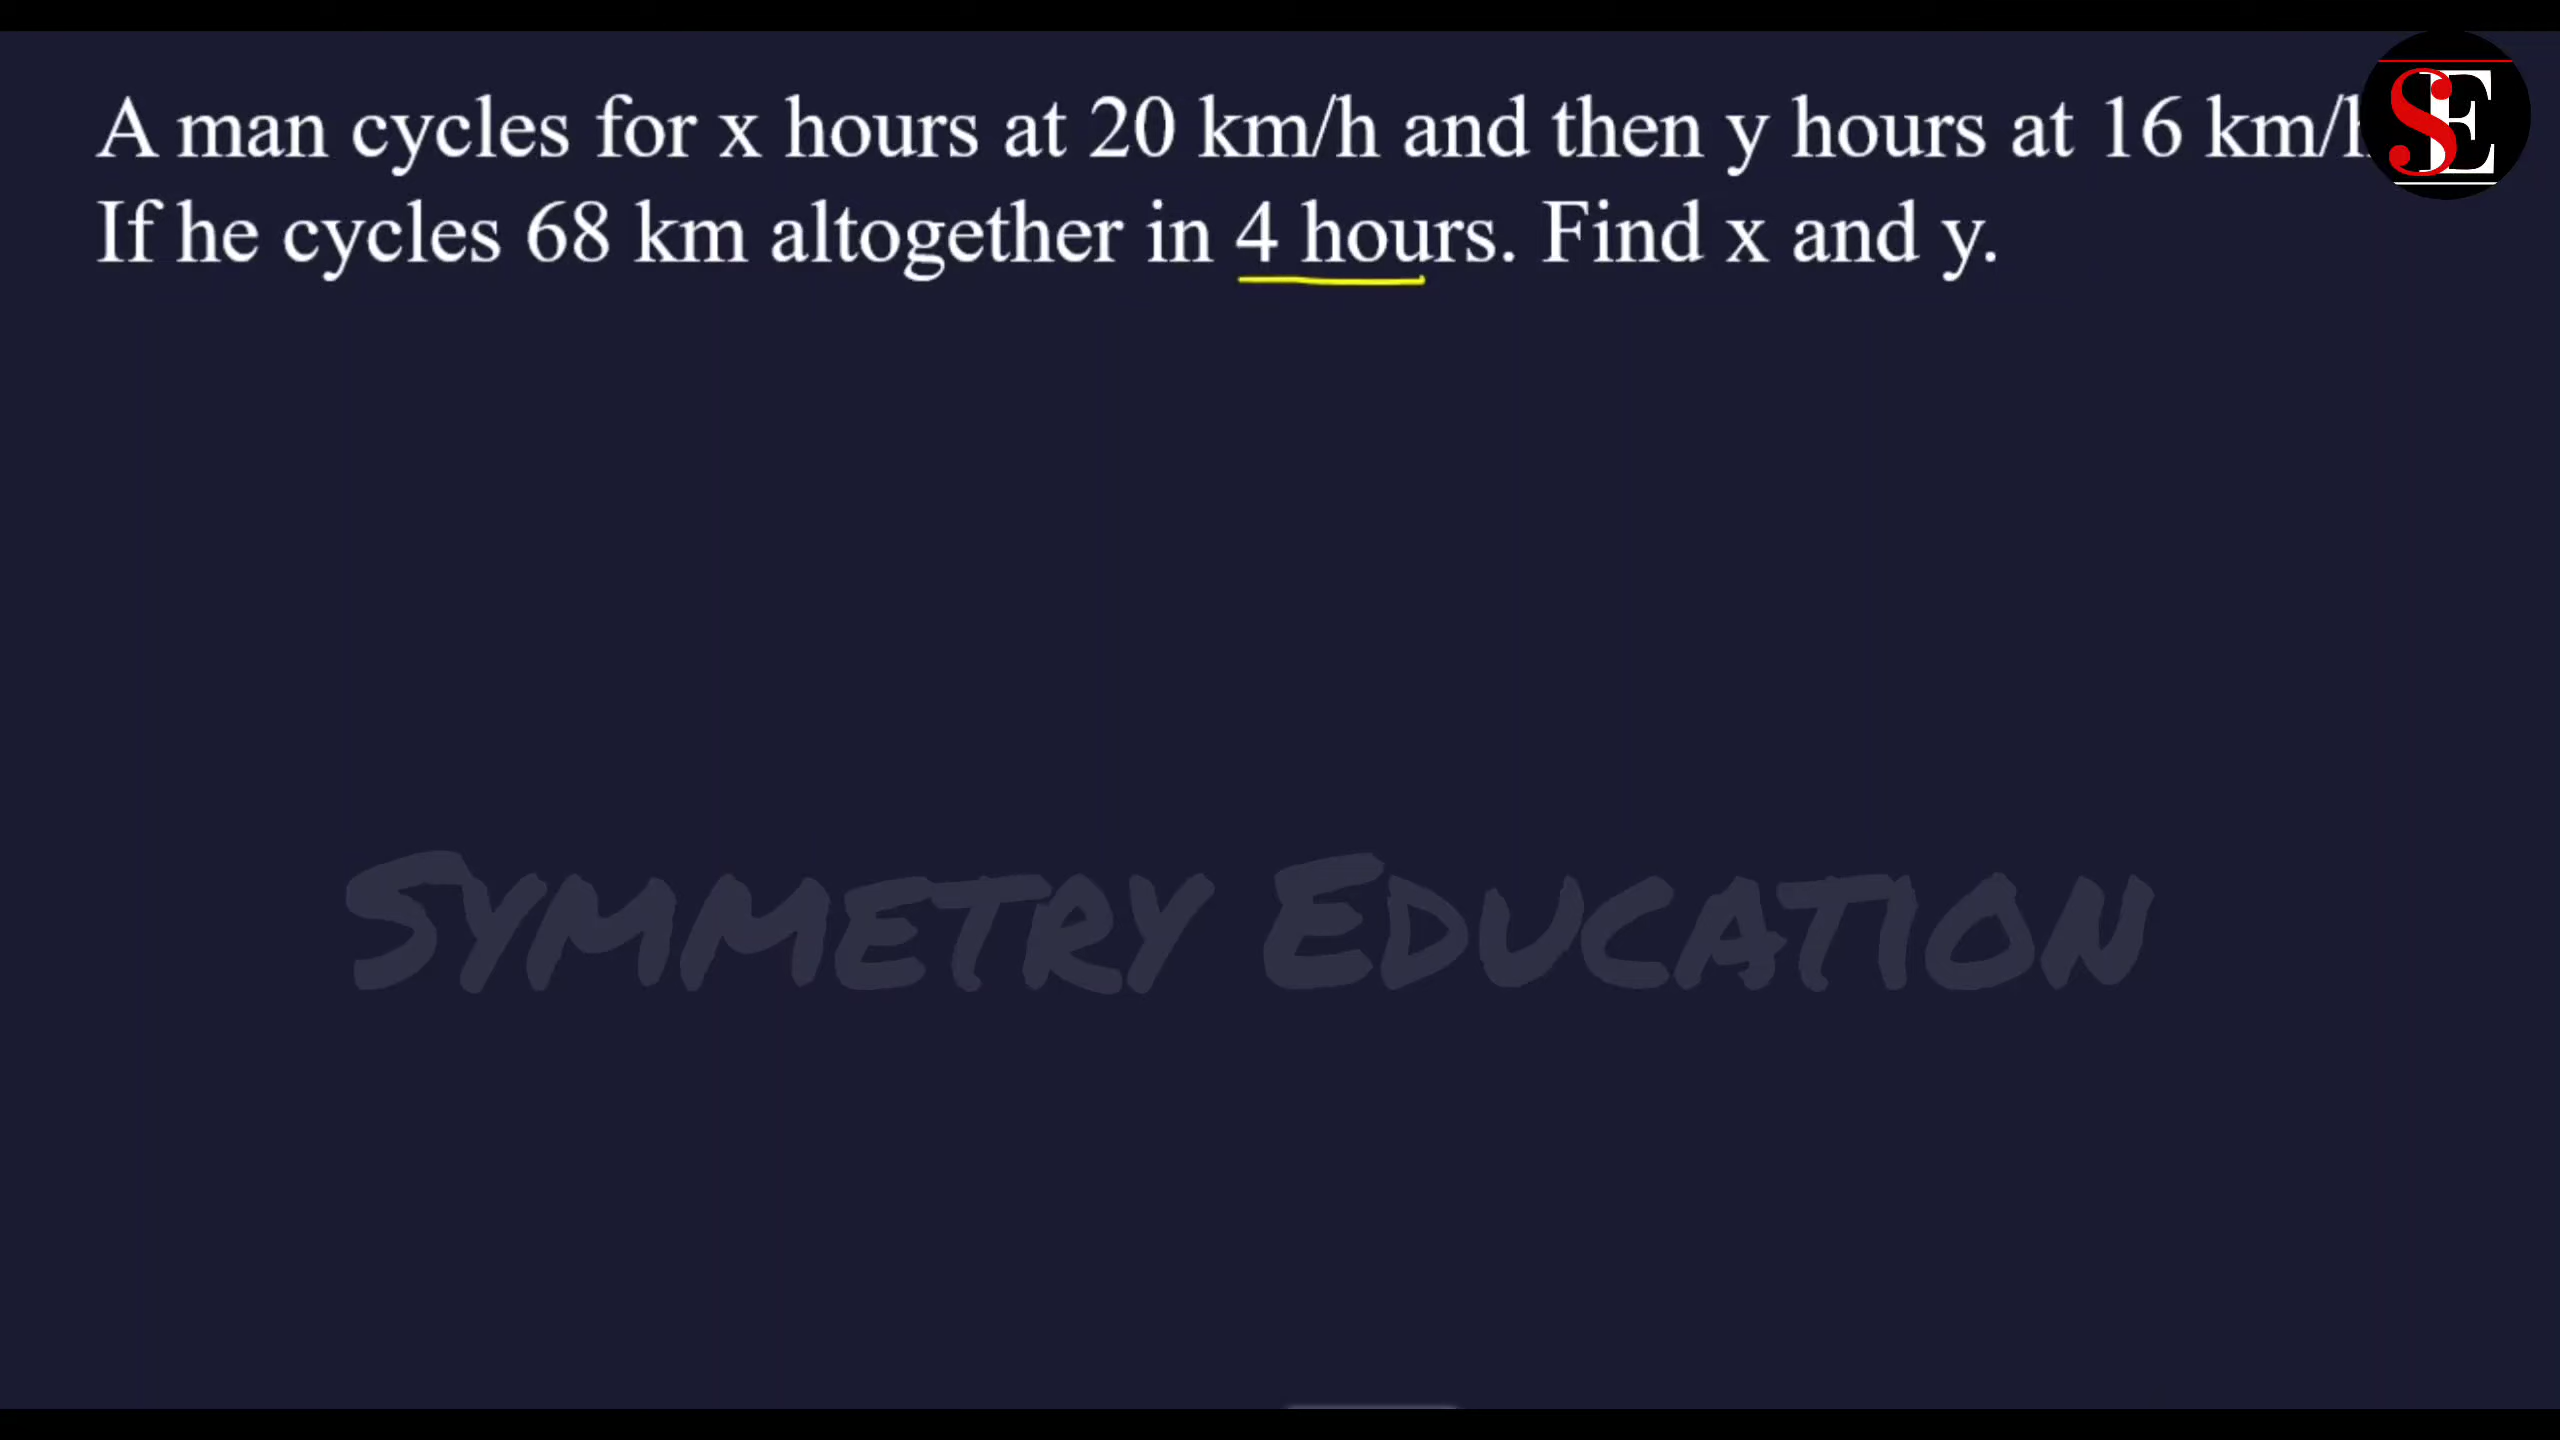 A man cycles for x hours at 20 km/h and then y hours at 16 km/h
If he cycles 68 km altogether in 4 hours. Find x and y.
SE
Symmetry Education